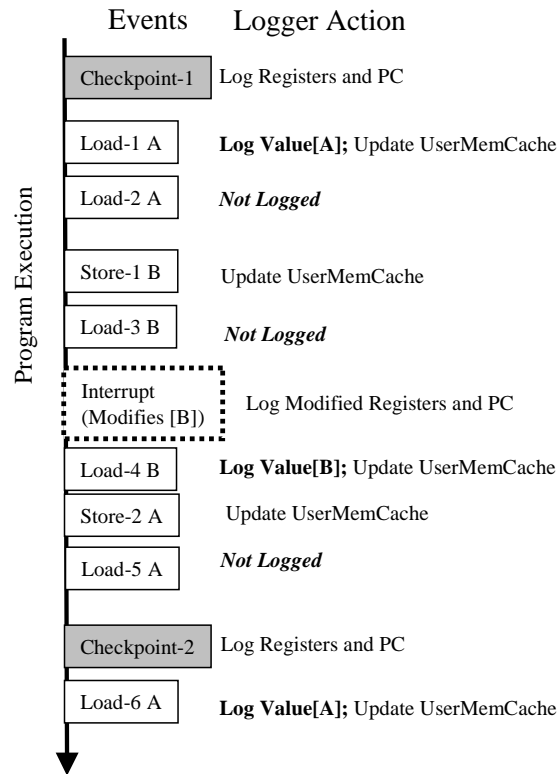 Events Logger Action
Program Execution
Checkpoint-1 Log Registers and PC
Load-1 A Log Value[A]; Update UserMemCache
Load-2 A Not Logged
Store-1 B Update UserMemCache
Load-3 B Not Logged
Interrupt
(Modifies [B]) Log Modified Registers and PC
Load-4 B Log Value[B]; Update UserMemCache
Store-2 A Update UserMemCache
Load-5 A Not Logged
Checkpoint-2 Log Registers and PC
Load-6 A Log Value[A]; Update UserMemCache